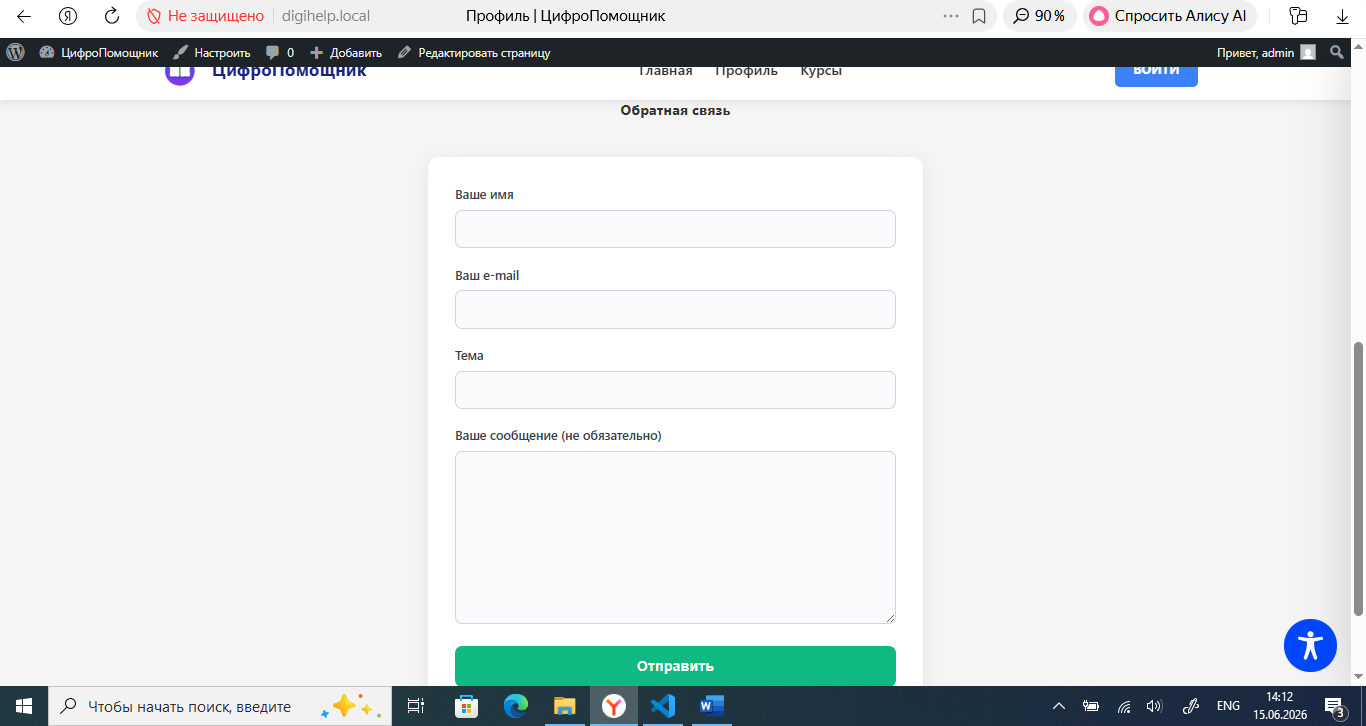 Я Не защищено digihelp.local Профиль | ЦифроПомощник 90 % Спросить Алису AI
ЦифроПомощник Настроить 0 Добавить Редактировать страницу Привет, admin
ЦифроПомощник Главная Профиль Курсы ВОЙТИ
Обратная связь
Ваше имя
Ваш e-mail
Тема
Ваше сообщение (не обязательно)
Отправить
Чтобы начать поиск, введите ENG 14:12
15.06.2026 3